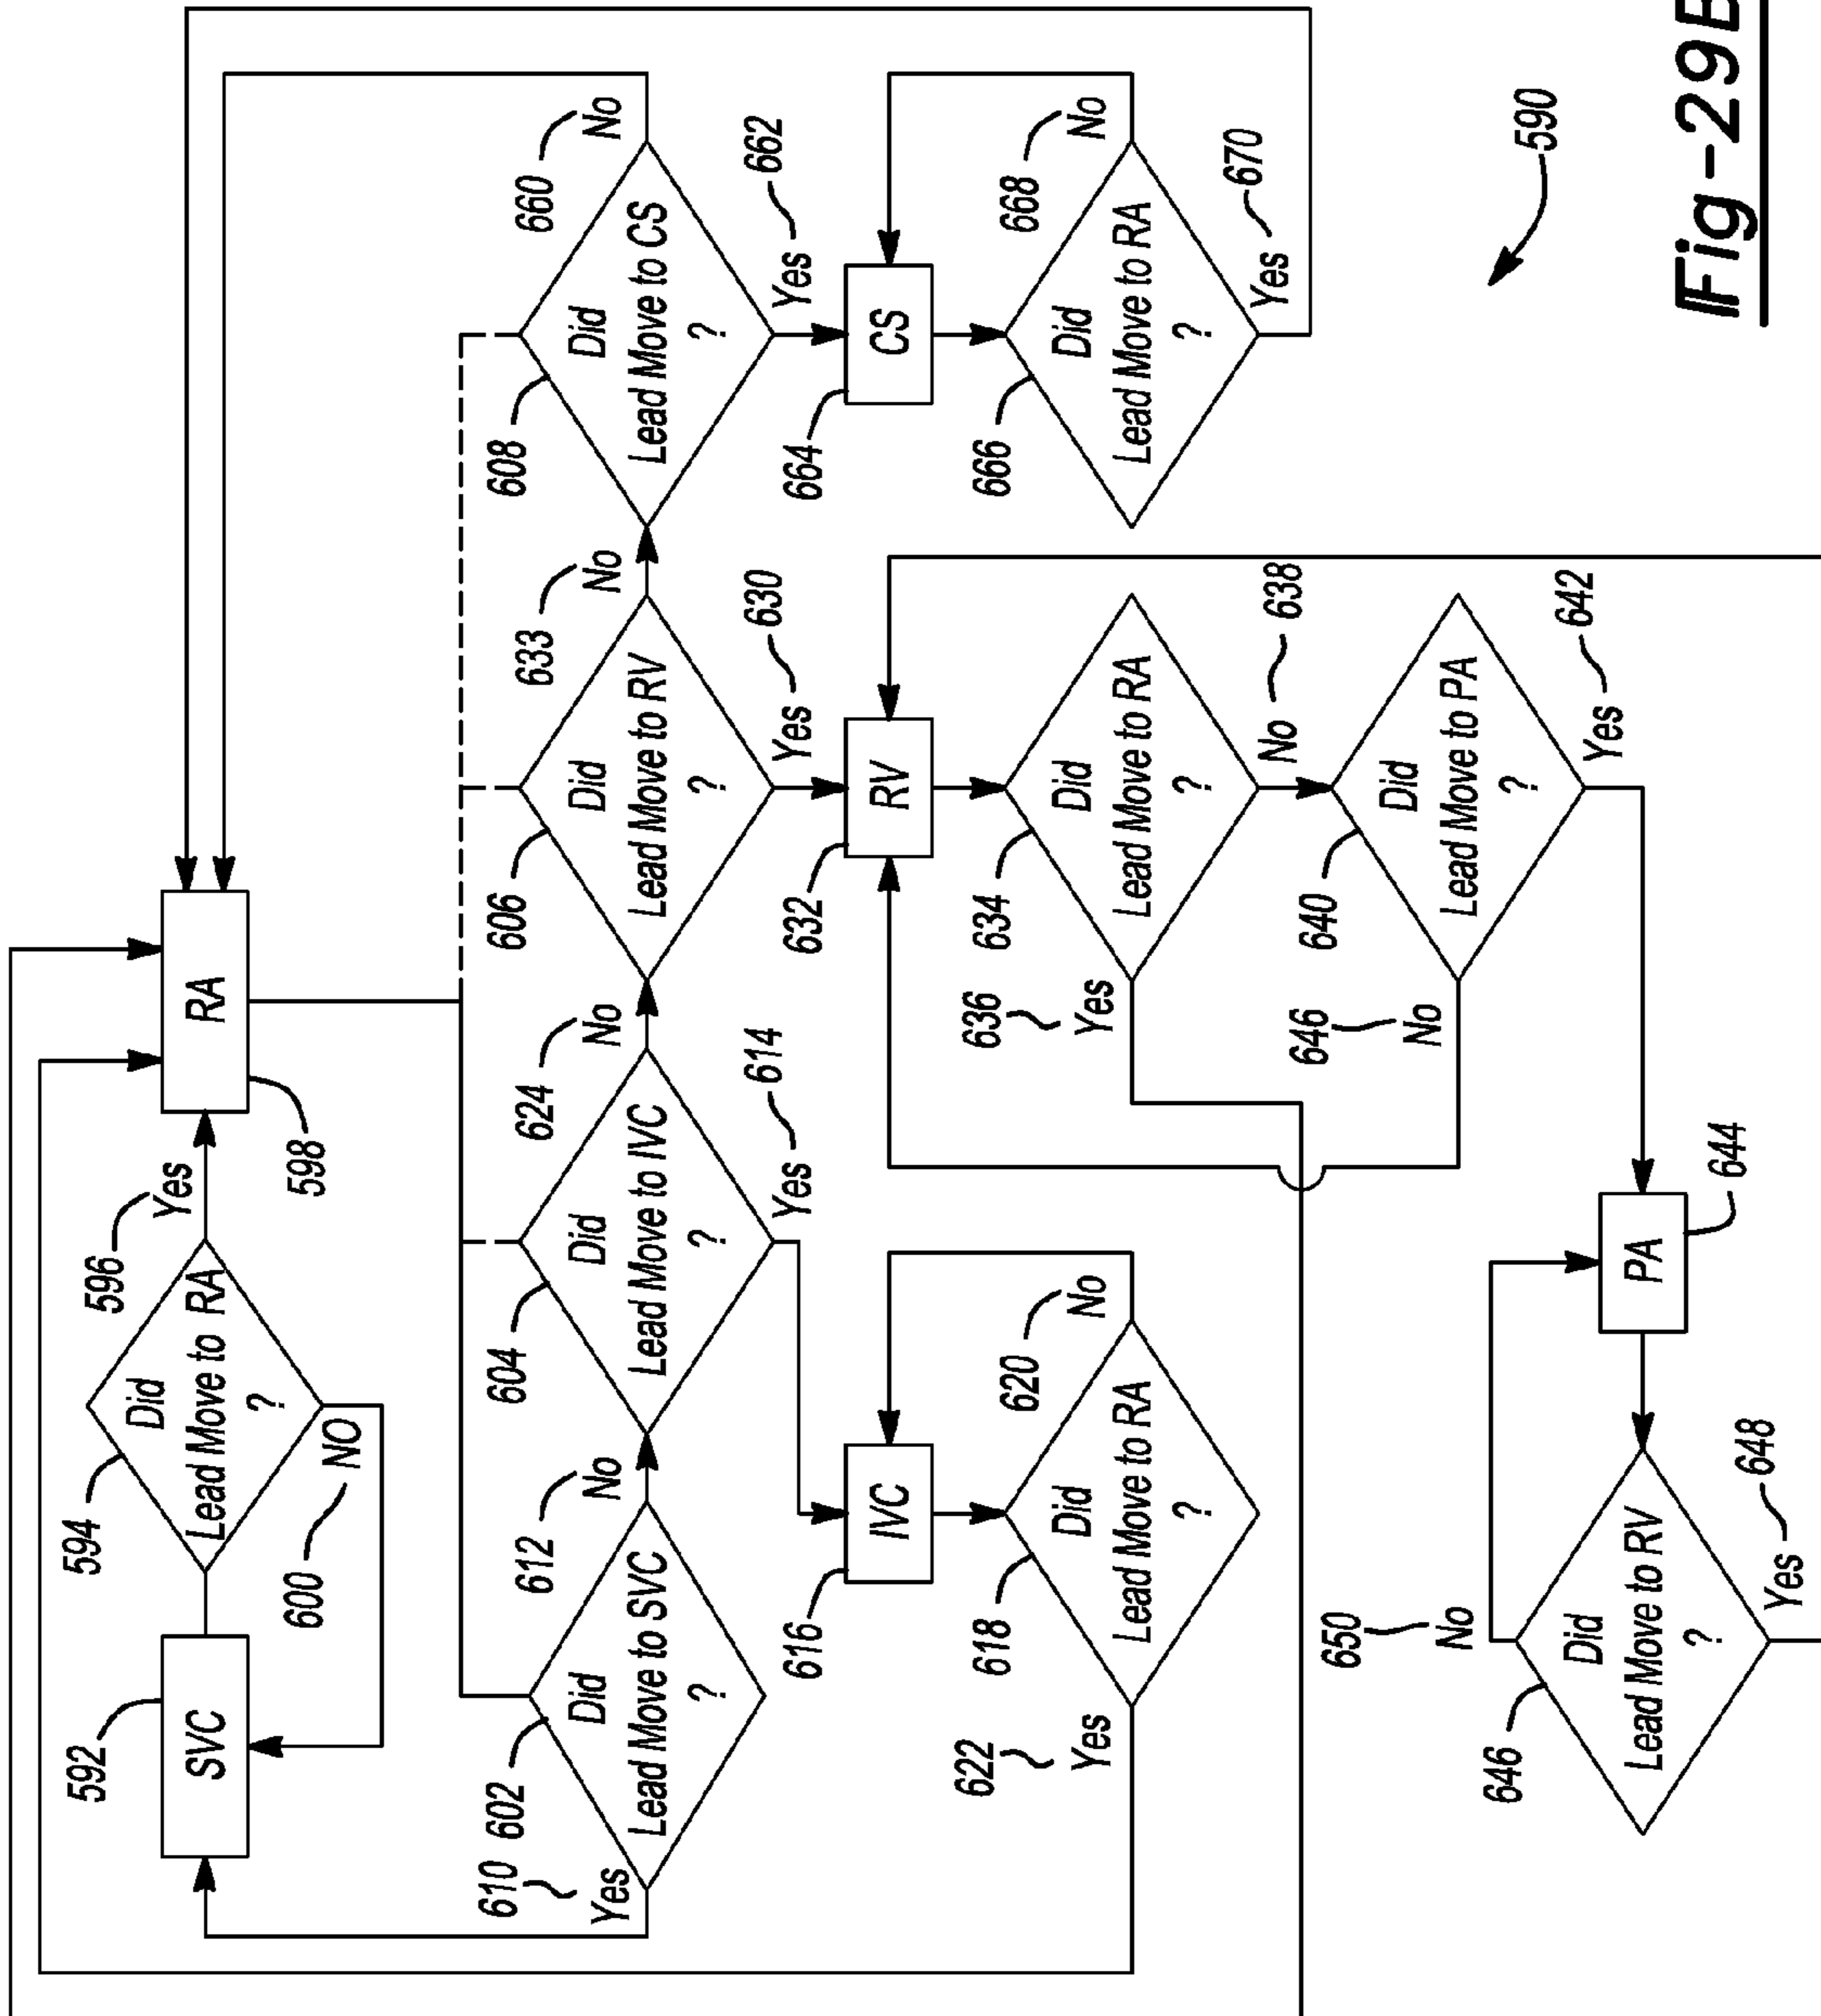 592
SVC
594
Did
Lead Move to RA
?
596
Yes
600
NO
RA
598
610
Yes
602
Did
Lead Move to SVC
?
612
No
604
Did
Lead Move to IVC
?
624
No
606
Did
Lead Move to RV
?
633
No
608
Did
Lead Move to CS
?
660
No
614
Yes
630
Yes
662
Yes
616
IVC
632
RV
664
CS
622
Yes
618
Did
Lead Move to RA
?
620
No
636
Yes
634
Did
Lead Move to RA
?
638
No
666
Did
Lead Move to RA
?
668
No
670
Yes
646
No
640
Did
Lead Move to PA
?
642
Yes
650
No
646
Did
Lead Move to RV
?
648
Yes
PA
644
590
Fig-29B